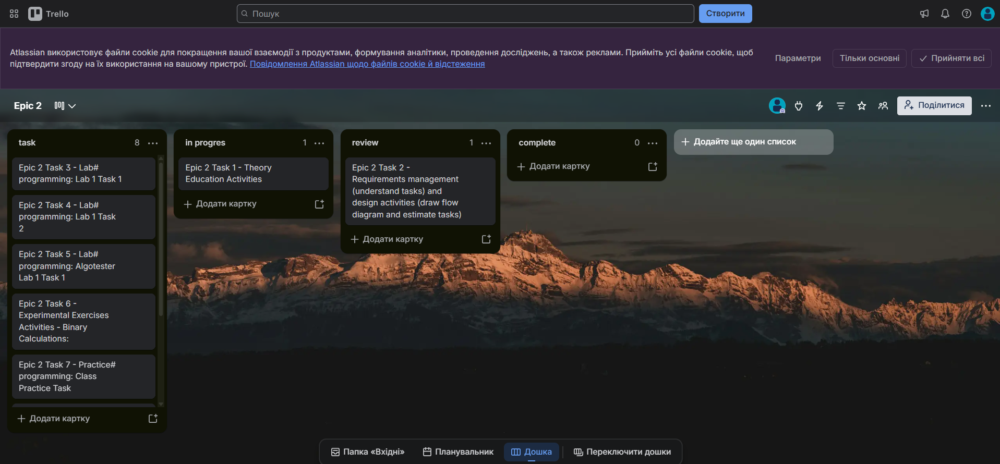 Trello
Пошук
Створити
Atlassian використовує файли cookie для покращення вашої взаємодії з продуктами, формування аналітики, проведення досліджень, а також реклами. Прийміть усі файли cookie, щоб
підтвердити згоду на їх використання на вашому пристрої. Повідомлення Atlassian щодо файлів cookie й відстеження
Параметри
Тільки основні
Прийняти всі
Epic 2
Поділитися
task
8
Epic 2 Task 3 - Lab#
programming: Lab 1 Task 1
Epic 2 Task 4 - Lab#
programming: Lab 1 Task
2
Epic 2 Task 5 - Lab#
programming: Algotester
Lab 1 Task 1
Epic 2 Task 6 -
Experimental Exercises
Activities - Binary
Calculations:
Epic 2 Task 7 - Practice#
programming: Class
Practice Task
Додати картку
in progres
1
Epic 2 Task 1 - Theory
Education Activities
Додати картку
review
1
Epic 2 Task 2 -
Requirements management
(understand tasks) and
design activities (draw flow
diagram and estimate tasks)
Додати картку
complete
0
Додати картку
Додайте ще один список
Папка «Вхідні»
Планувальник
Дошка
Переключити дошки